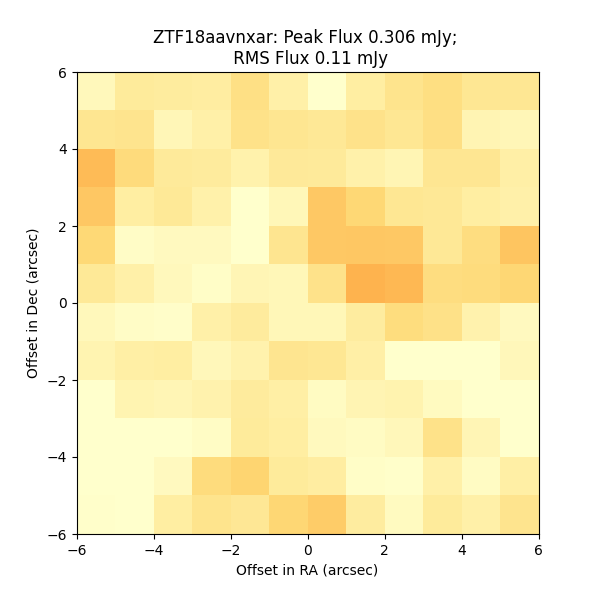 ZTF18aavnxar: Peak Flux 0.306 mJy;
RMS Flux 0.11 mJy
6
4
2
0
−2
−4
−6
Offset in Dec (arcsec)
−6 −4 −2 0 2 4 6
Offset in RA (arcsec)